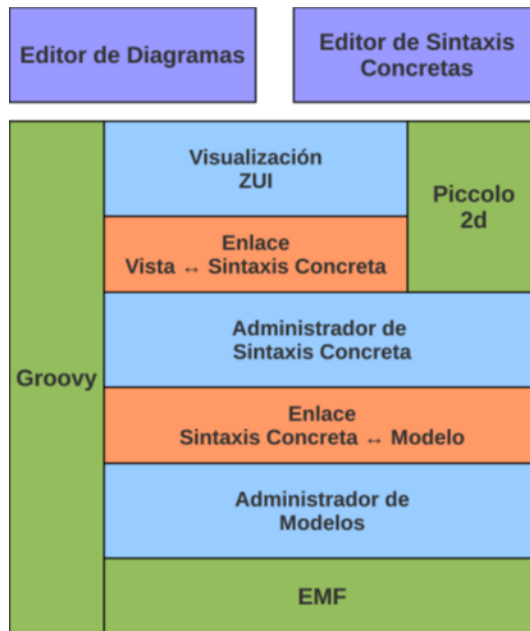 Editor de Diagramas
Editor de Sintaxis
Concretas
Visualización
ZUI
Piccolo
2d
Enlace
Vista ↔ Sintaxis Concreta
Administrador de
Sintaxis Concreta
Groovy
Enlace
Sintaxis Concreta ↔ Modelo
Administrador de
Modelos
EMF